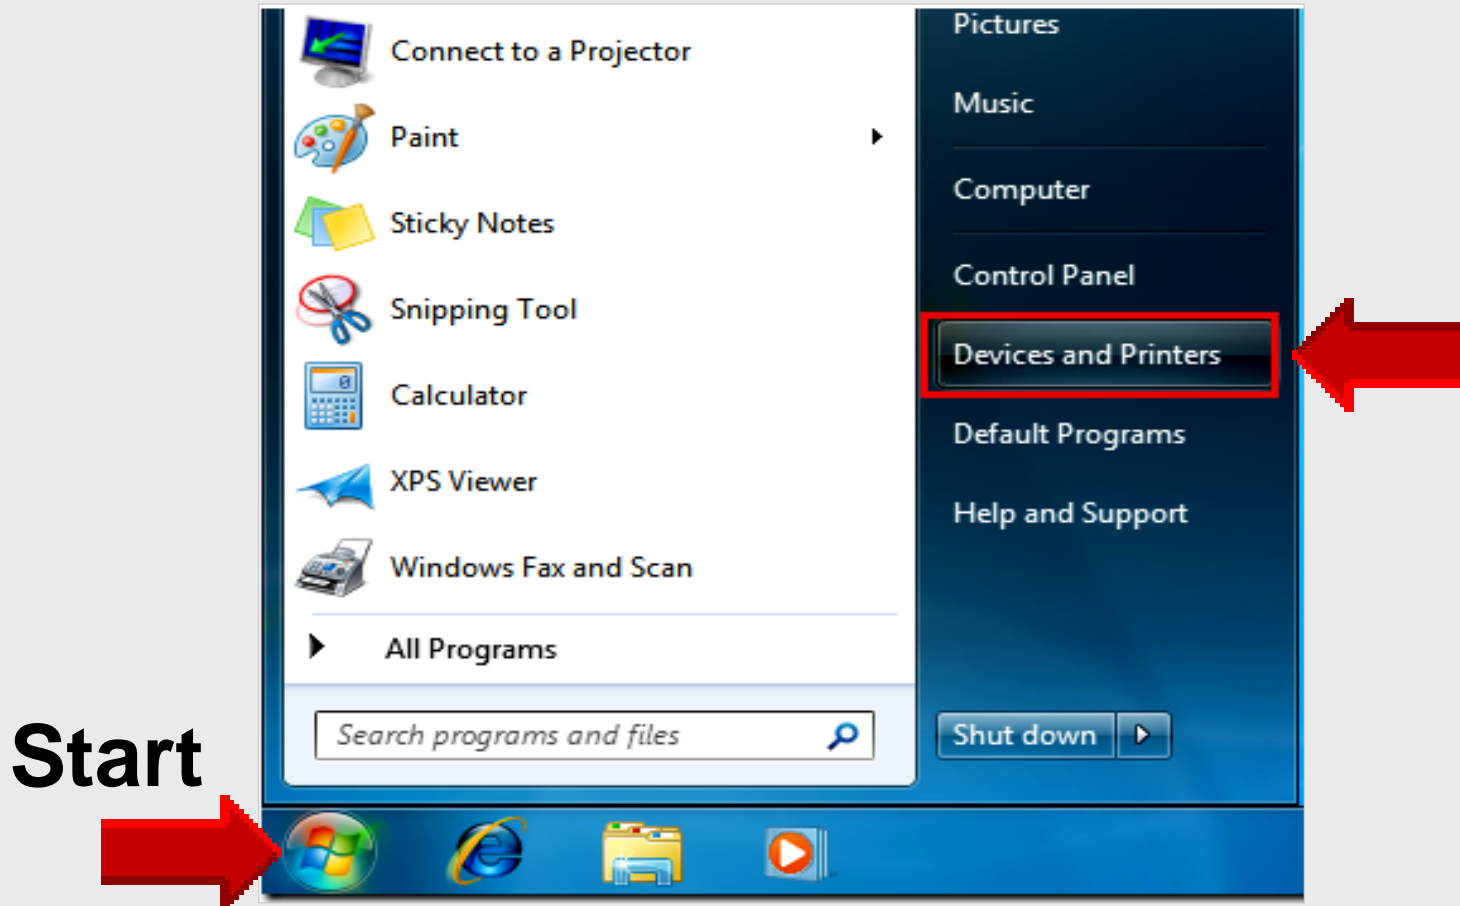 Connect to a Projector
Paint
Sticky Notes
Snipping Tool
0
Calculator
XPS Viewer
Windows Fax and Scan
All Programs
Search programs and files
Pictures
Music
Computer
Control Panel
Devices and Printers
Default Programs
Help and Support
Shut down
Start